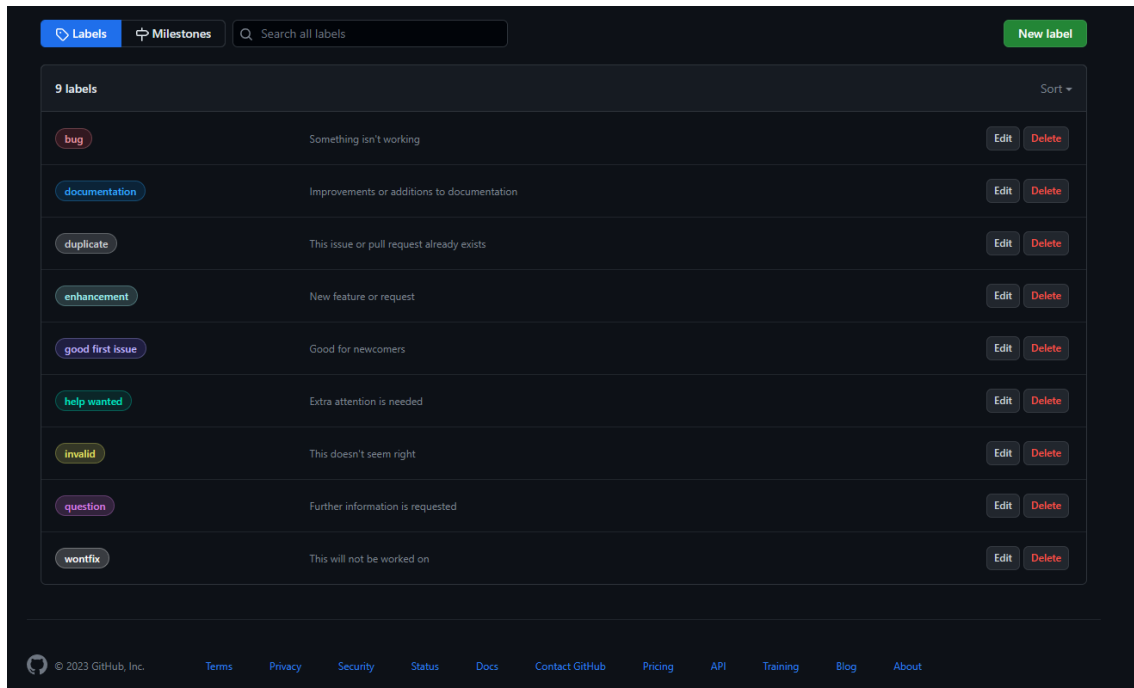 Labels Milestones Search all labels New label
9 labels Sort
bug Something isn't working Edit Delete
documentation Improvements or additions to documentation Edit Delete
duplicate This issue or pull request already exists Edit Delete
enhancement New feature or request Edit Delete
good first issue Good for newcomers Edit Delete
help wanted Extra attention is needed Edit Delete
invalid This doesn't seem right Edit Delete
question Further information is requested Edit Delete
wontfix This will not be worked on Edit Delete
© 2023 GitHub, Inc. Terms Privacy Security Status Docs Contact GitHub Pricing API Training Blog About